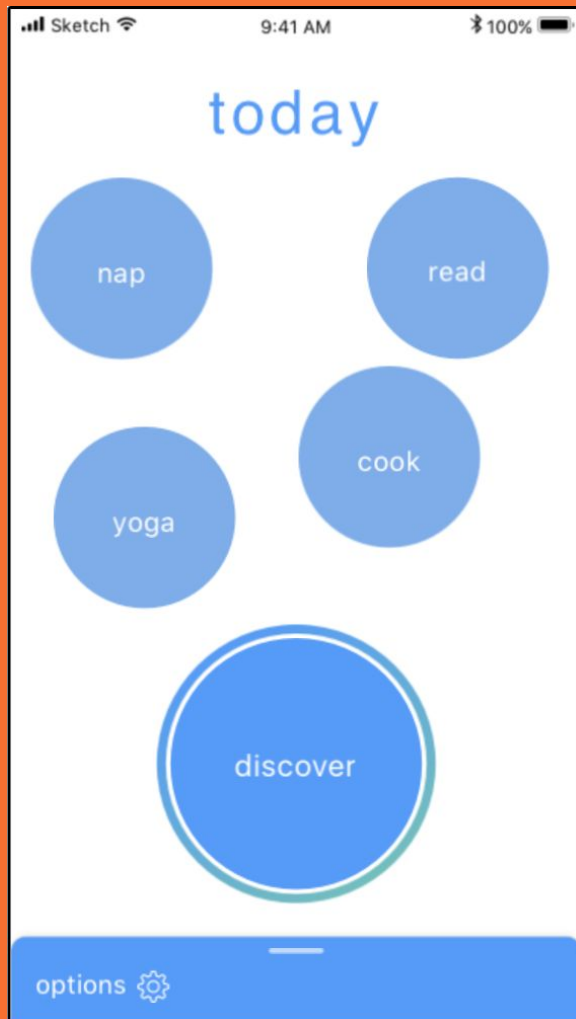 Sketch 9:41 AM 100%
today
nap
read
cook
yoga
discover
options